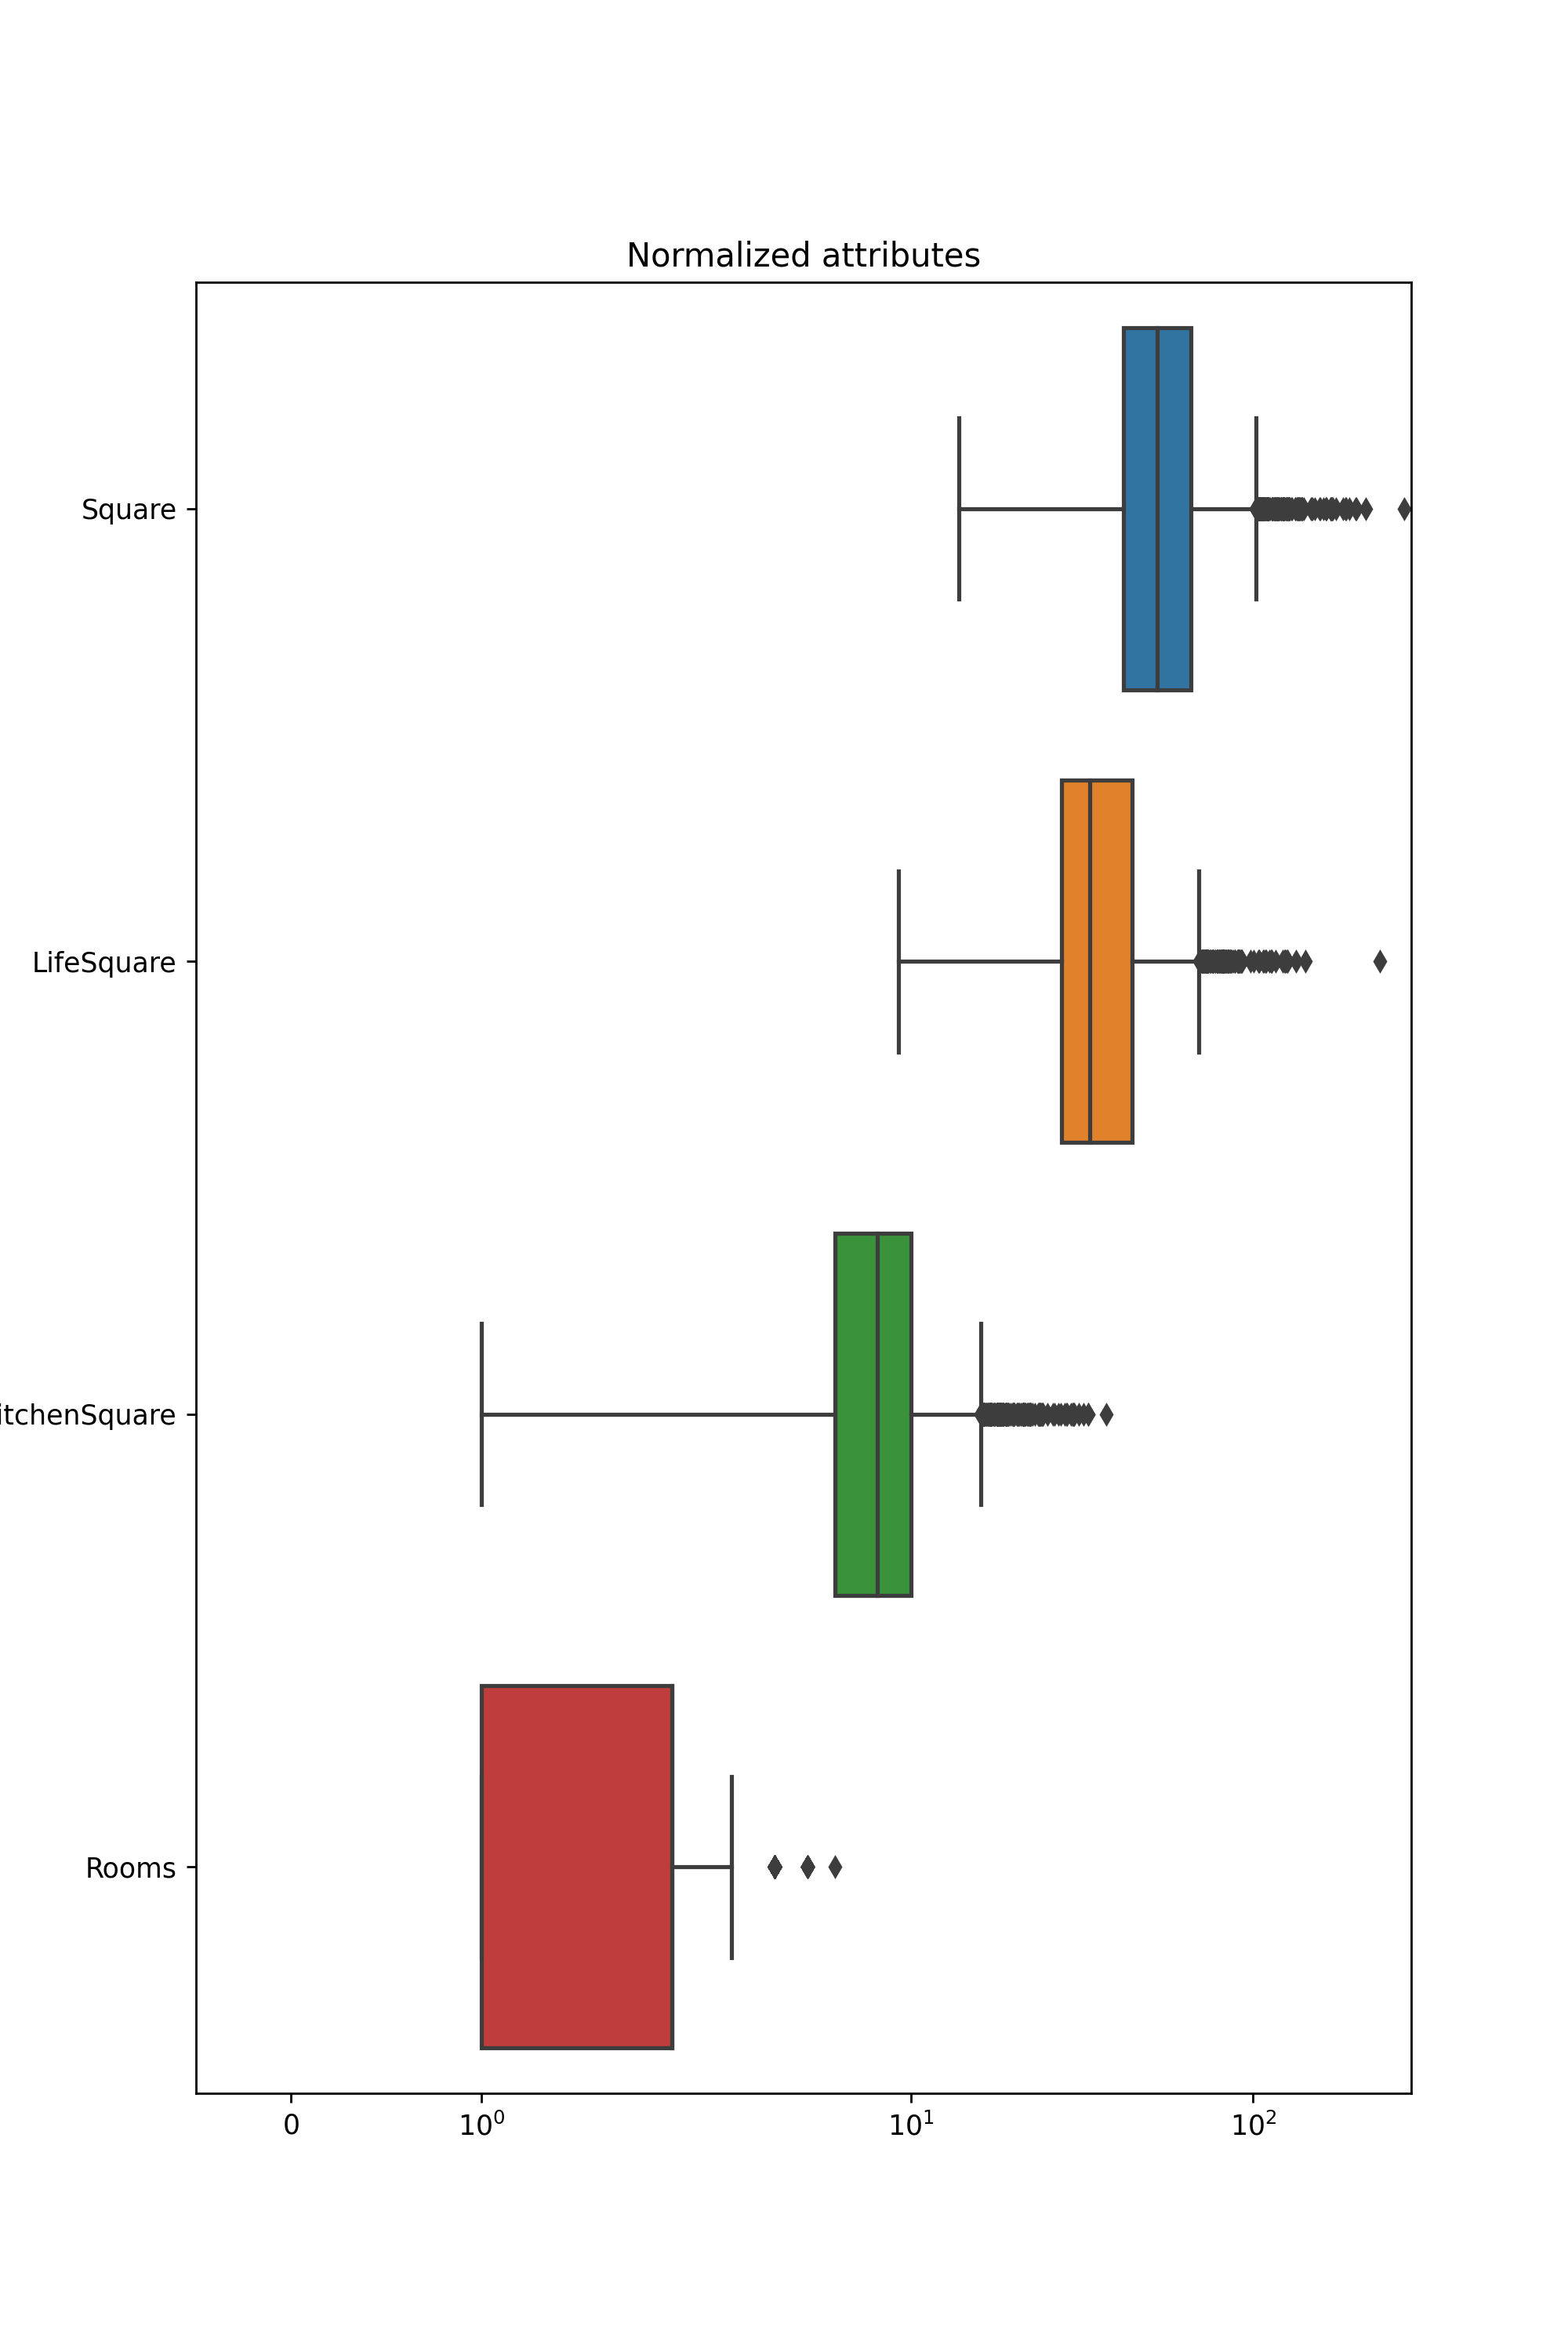 Normalized attributes
Square
LifeSquare
itchenSquare
Rooms
0 10⁰ 10¹ 10²